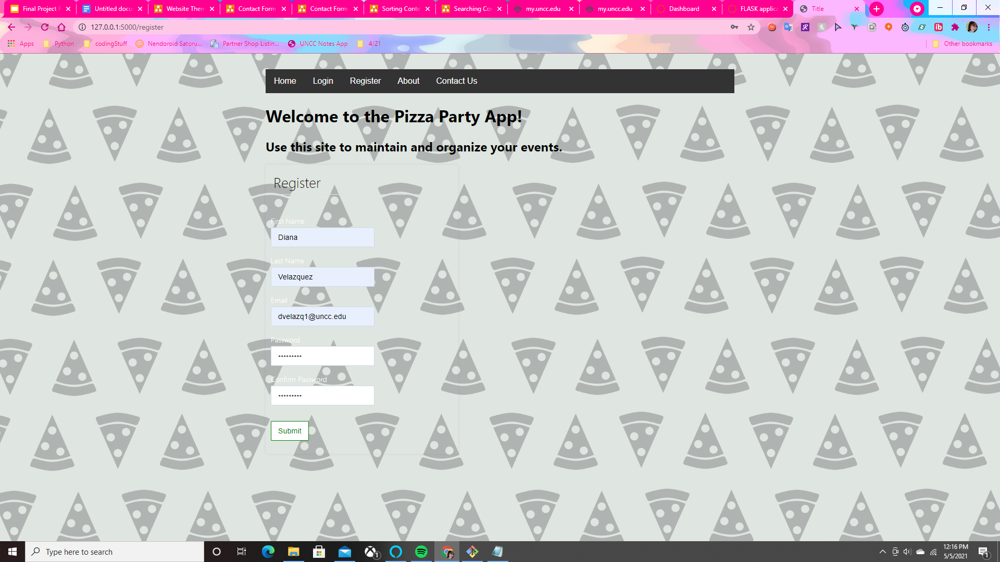 Final Project P
Untitled docu
Website Them
Contact Form
Contact Form
Sorting Conte
Searching Con
my.uncc.edu
my.uncc.edu
Dashboard
FLASK applica
Title
127.0.0.1:5000/register
Apps
Python
codingStuff
Nendoroid Satoru...
Partner Shop Listin...
UNCC Notes App
4/21
Other bookmarks
Home
Login
Register
About
Contact Us
Welcome to the Pizza Party App!
Use this site to maintain and organize your events.
Register
First Name
Diana
Last Name
Velazquez
Email
dvelazq1@uncc.edu
Password
•••••••••
Confirm Password
•••••••••
Submit
Type here to search
12:16 PM
5/5/2021